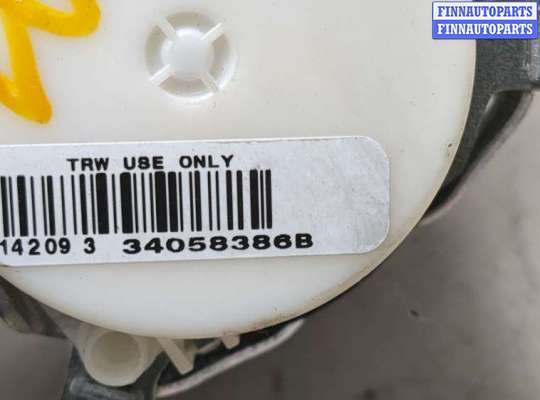 FINNAUTOPARTS
FINNAUTOPARTS
TRW USE ONLY
14209 3 34058386B